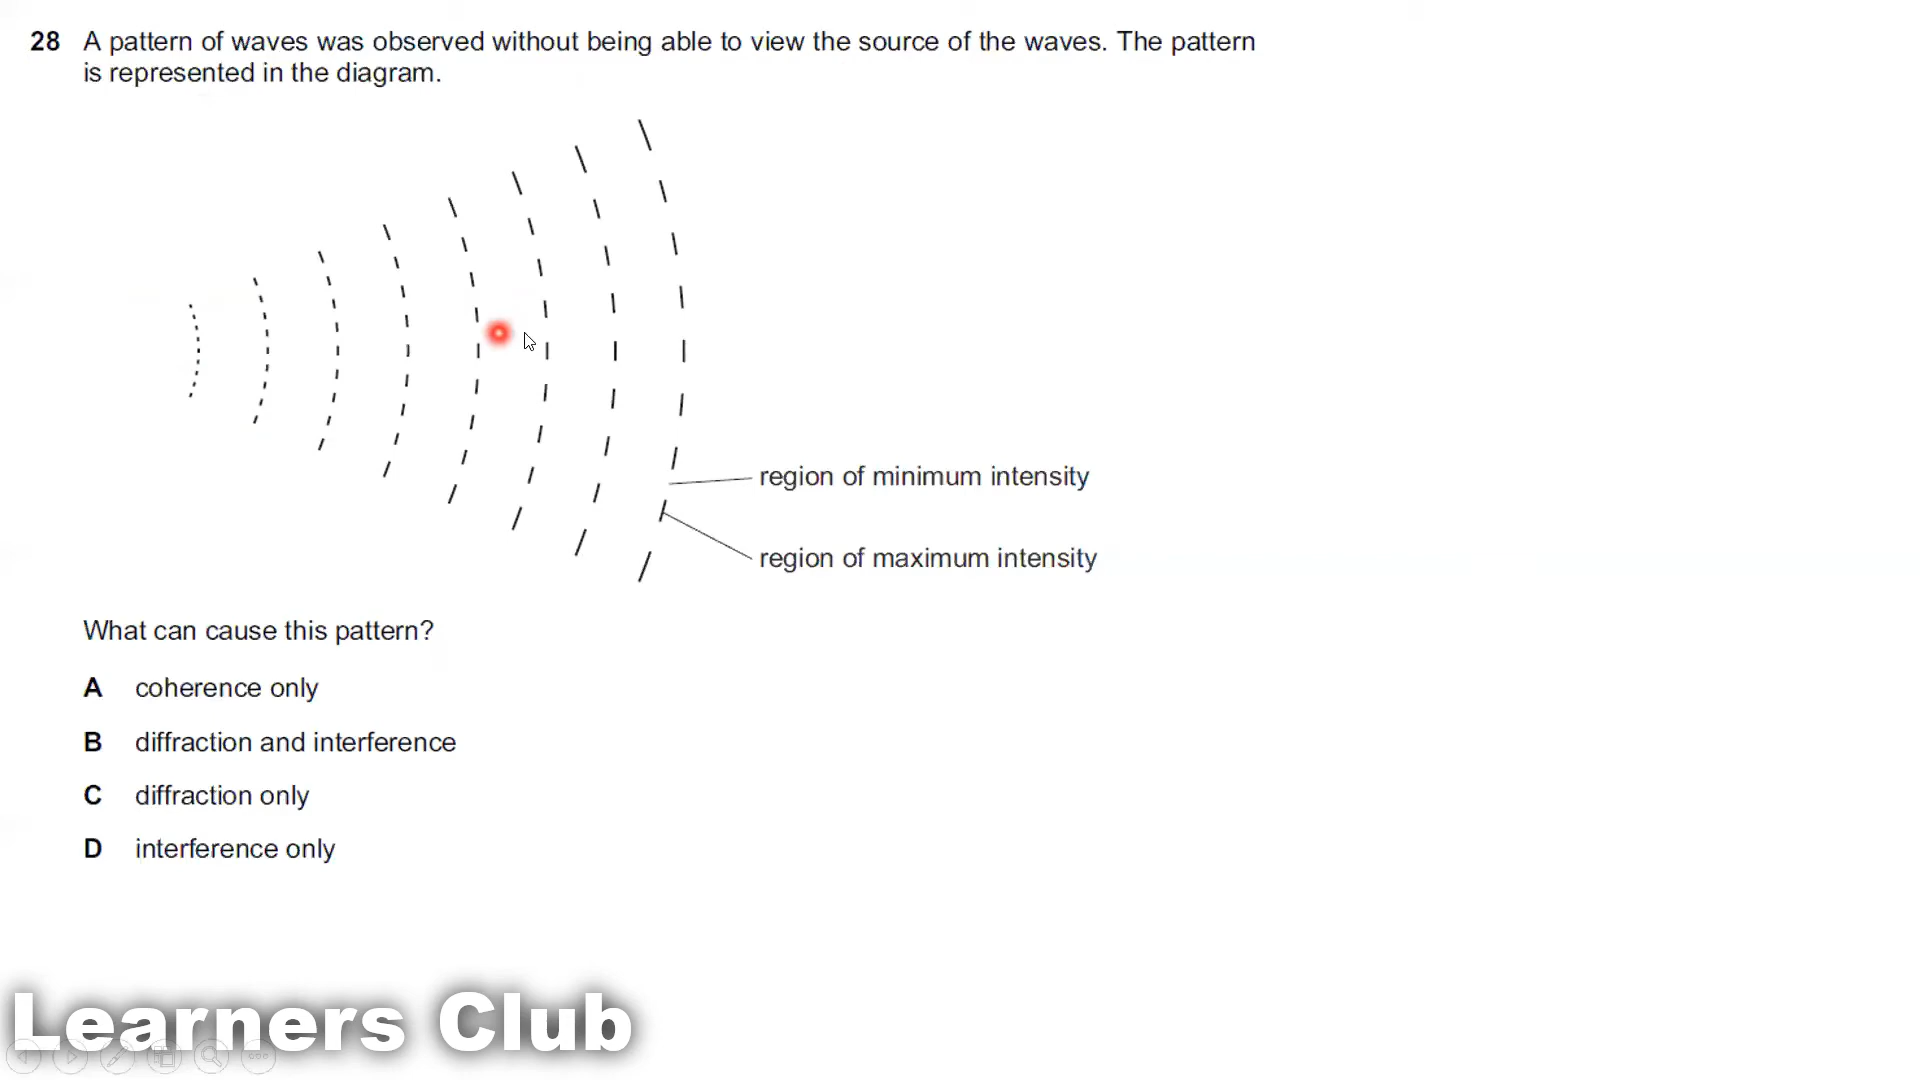 28 A pattern of waves was observed without being able to view the source of the waves. The pattern
is represented in the diagram.
region of minimum intensity
region of maximum intensity
What can cause this pattern?
A coherence only
B diffraction and interference
C diffraction only
D interference only
Learners Club